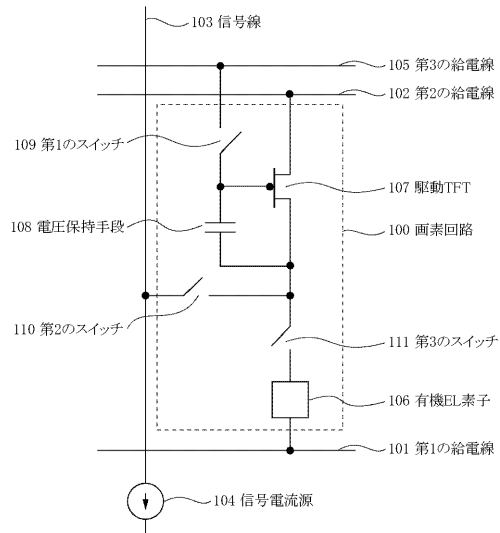 103 信号線
105 第3の給電線
102 第2の給電線
109 第1のスイッチ
107 駆動TFT
108 電圧保持手段
100 画素回路
110 第2のスイッチ
111 第3のスイッチ
106 有機EL素子
101 第1の給電線
104 信号電流源